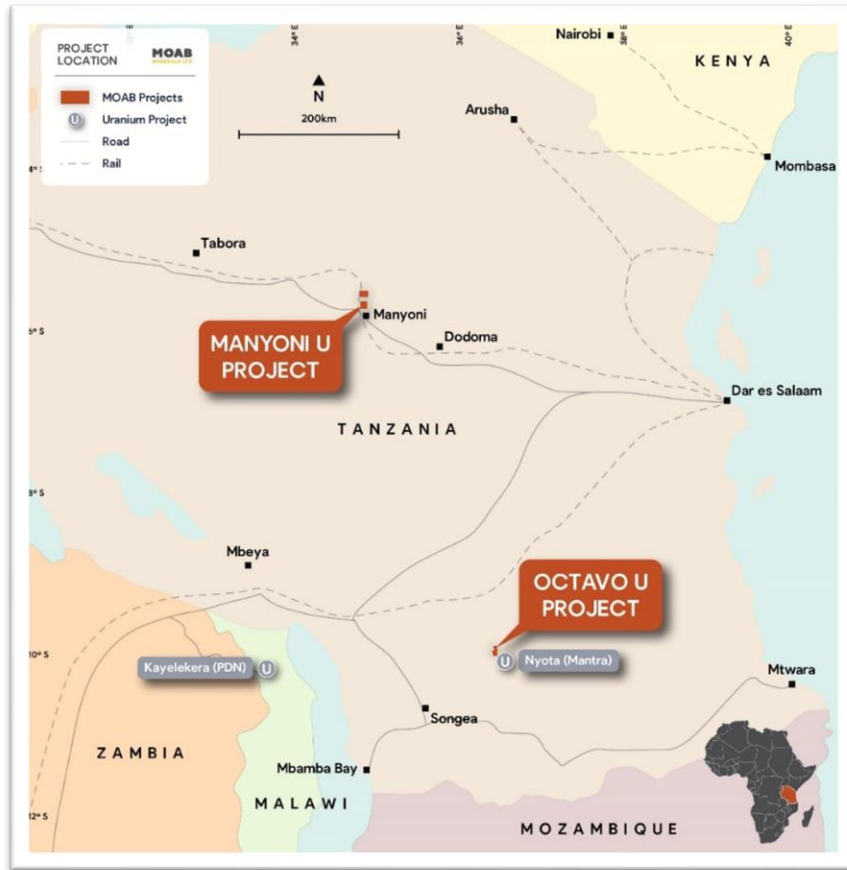 PROJECT
LOCATION
MOAB
MINERALS LTD
MOAB Projects
U Uranium Project
Road
Rail
34° E
36° E
38° E
40° E
N
200km
Nairobi
KENYA
Arusha
Mombasa
4° S
Tabora
Manyoni
6° S
MANYONI U
PROJECT
Dodoma
Dar es Salaam
TANZANIA
8° S
Mbeya
OCTAVO U
PROJECT
10° S
Kayelekera (PDN) U
U Nyota (Mantra)
Mtwara
Songea
ZAMBIA
Mbamba Bay
MALAWI
12° S
MOZAMBIQUE